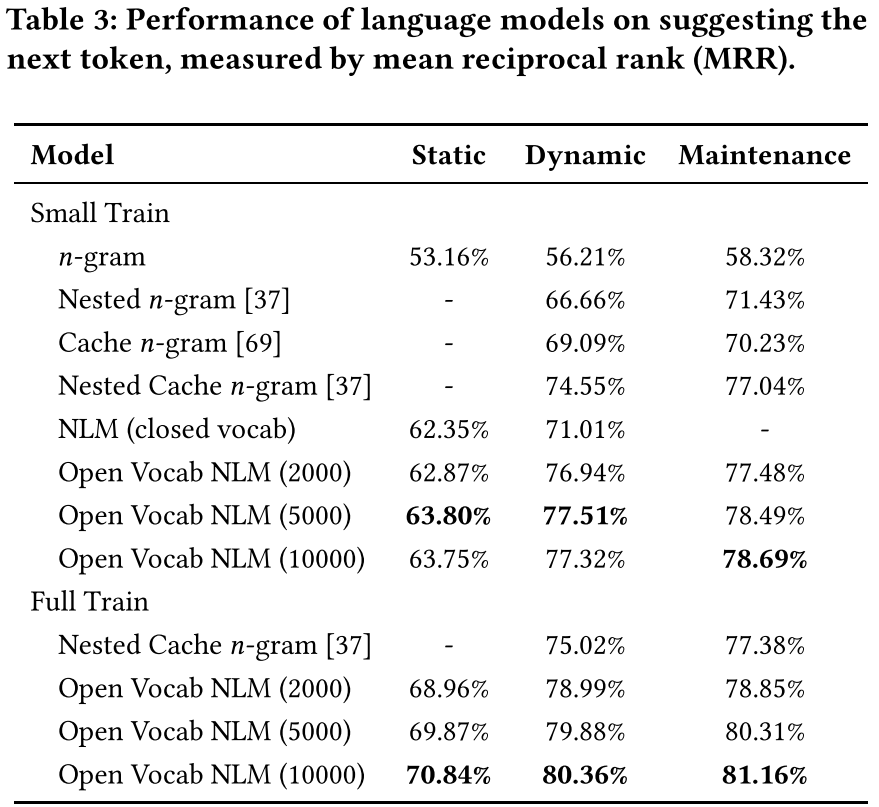 Table 3: Performance of language models on suggesting the
next token, measured by mean reciprocal rank (MRR).
Model Static Dynamic Maintenance
Small Train
n-gram 53.16% 56.21% 58.32%
Nested n-gram [37] - 66.66% 71.43%
Cache n-gram [69] - 69.09% 70.23%
Nested Cache n-gram [37] - 74.55% 77.04%
NLM (closed vocab) 62.35% 71.01% -
Open Vocab NLM (2000) 62.87% 76.94% 77.48%
Open Vocab NLM (5000) 63.80% 77.51% 78.49%
Open Vocab NLM (10000) 63.75% 77.32% 78.69%
Full Train
Nested Cache n-gram [37] - 75.02% 77.38%
Open Vocab NLM (2000) 68.96% 78.99% 78.85%
Open Vocab NLM (5000) 69.87% 79.88% 80.31%
Open Vocab NLM (10000) 70.84% 80.36% 81.16%